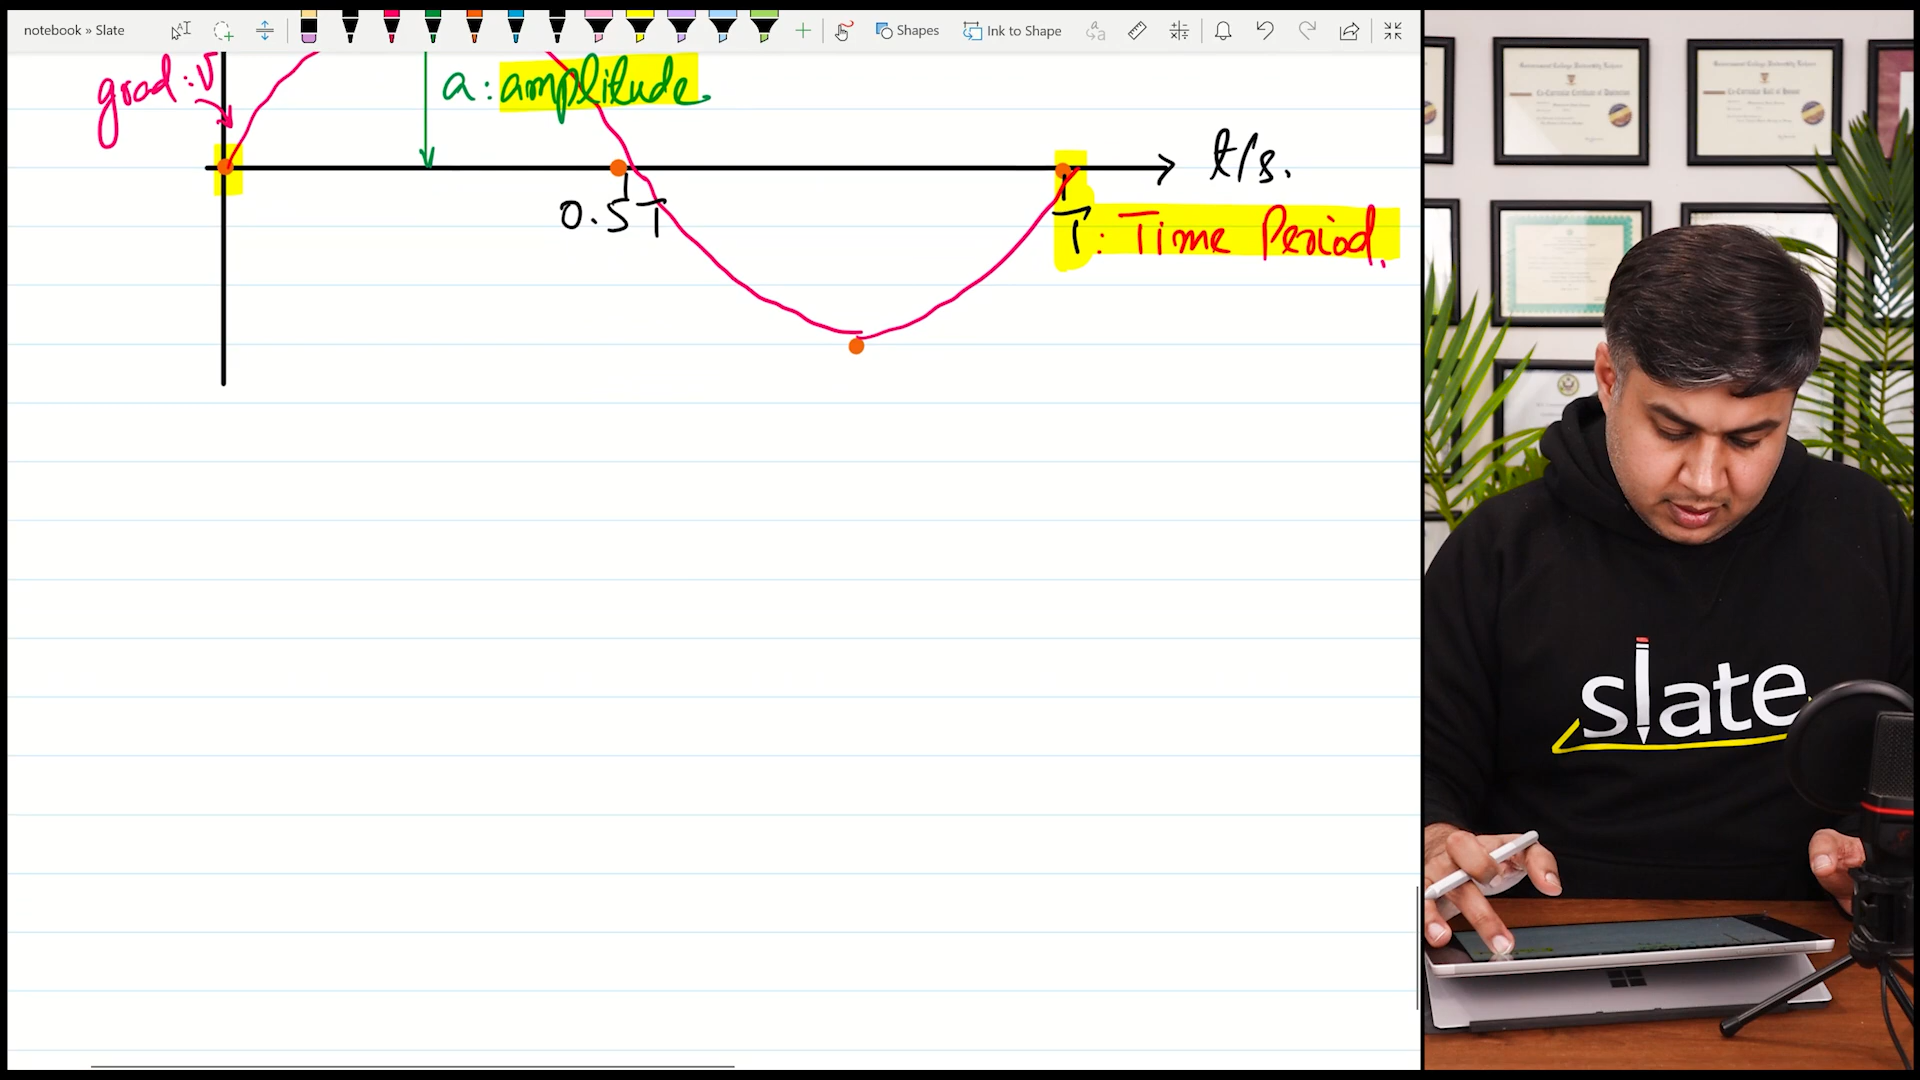 notebook » Slate
Shapes
Ink to Shape
grad: v
a: amplitude
t/s.
0.5T
T: Time Period.
slate